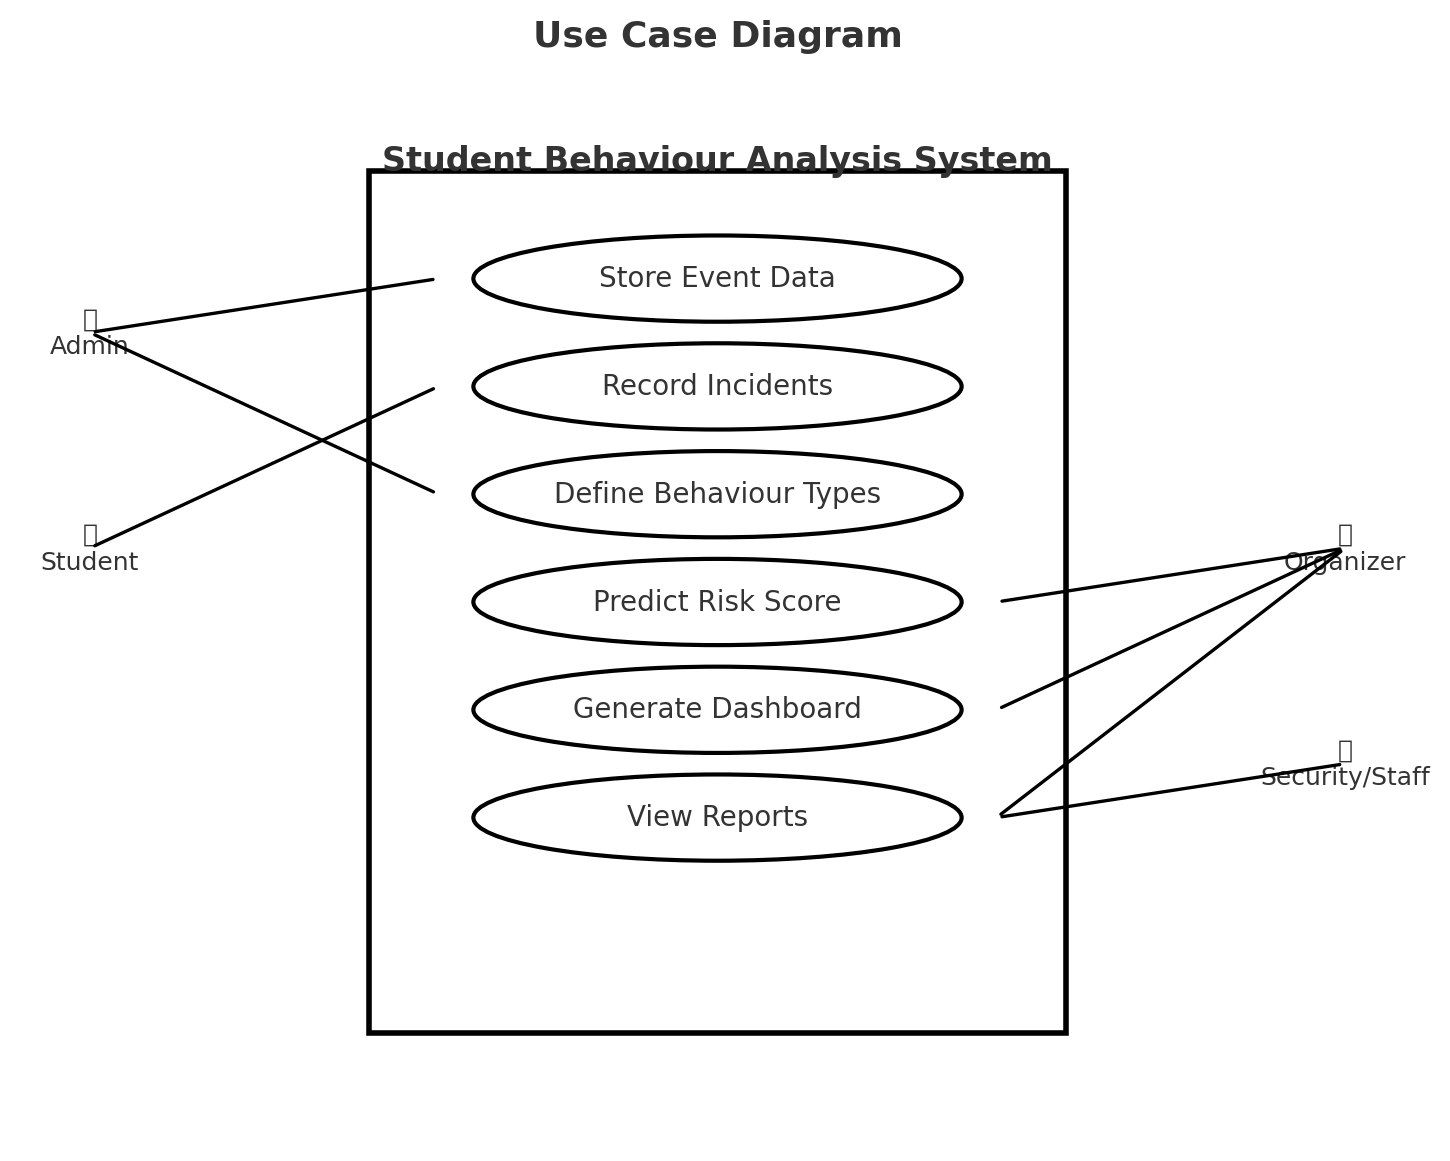 Use Case Diagram
Student Behaviour Analysis System
Store Event Data
Admin
Record Incidents
Define Behaviour Types
Student
Organizer
Predict Risk Score
Generate Dashboard
Security/Staff
View Reports